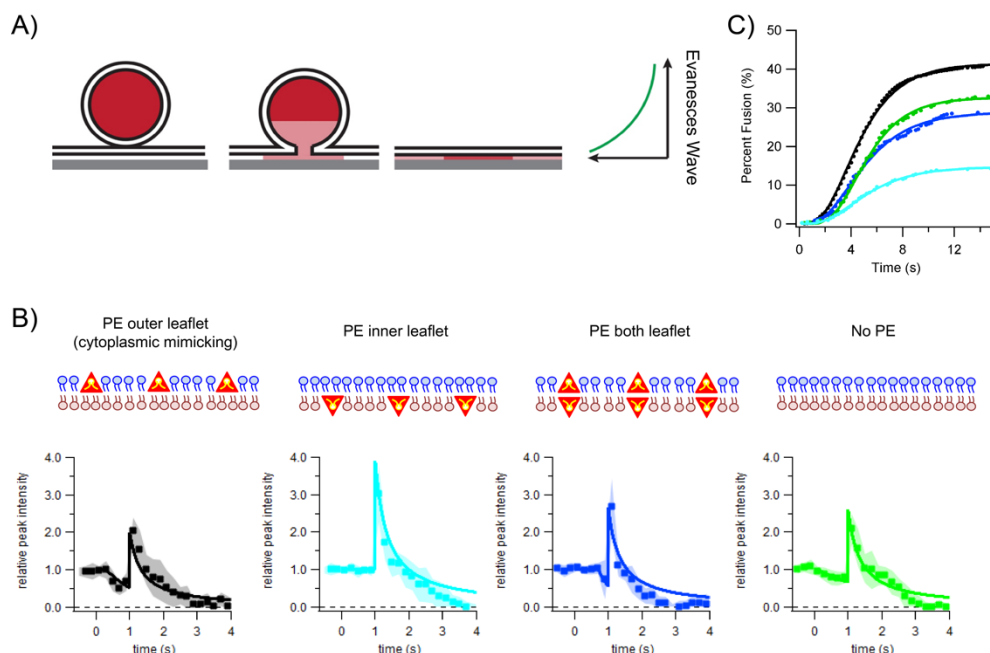 A)
Evanesces Wave
C)
50
40
30
20
10
0
Percent Fusion (%)
0
4
8
12
Time (s)
B)
PE outer leaflet
(cytoplasmic mimicking)
PE inner leaflet
PE both leaflet
No PE
4.0
3.0
2.0
1.0
0.0
relative peak intensity
0
1
2
3
4
time (s)
4.0
3.0
2.0
1.0
0.0
relative peak intensity
0
1
2
3
4
time (s)
4.0
3.0
2.0
1.0
0.0
relative peak intensity
0
1
2
3
4
time (s)
4.0
3.0
2.0
1.0
0.0
relative peak intensity
0
1
2
3
4
time (s)